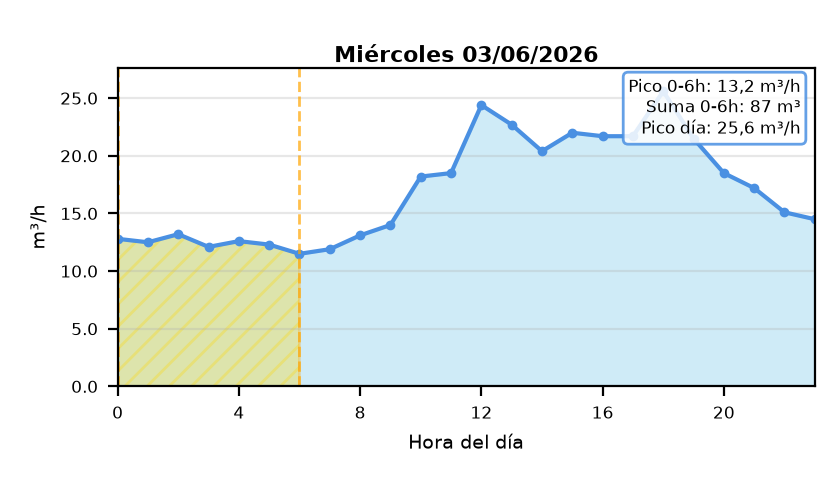 Miércoles 03/06/2026
Pico 0-6h: 13,2 m³/h
Suma 0-6h: 87 m³
Pico día: 25,6 m³/h
m³/h
25.0
20.0
15.0
10.0
5.0
0.0
0 4 8 12 16 20
Hora del día